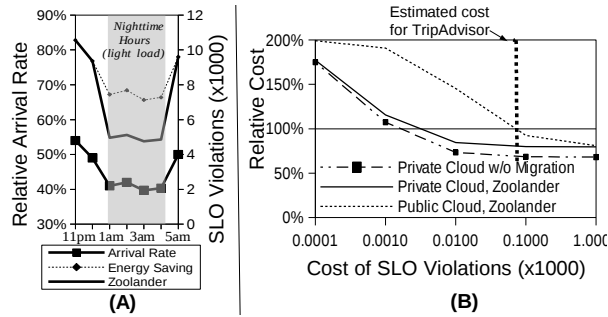 Nighttime
Hours
(light load)
90%
80%
70%
60%
50%
40%
30%
Relative Arrival Rate
12
10
8
6
4
2
0
SLO Violations (x1000)
11pm 1am 3am 5am
Arrival Rate
Energy Saving
Zoolander
(A)
Estimated cost
for TripAdvisor
200%
150%
100%
50%
0%
Relative Cost
Private Cloud w/o Migration
Private Cloud, Zoolander
Public Cloud, Zoolander
0.0001 0.0010 0.0100 0.1000 1.000
Cost of SLO Violations (x1000)
(B)